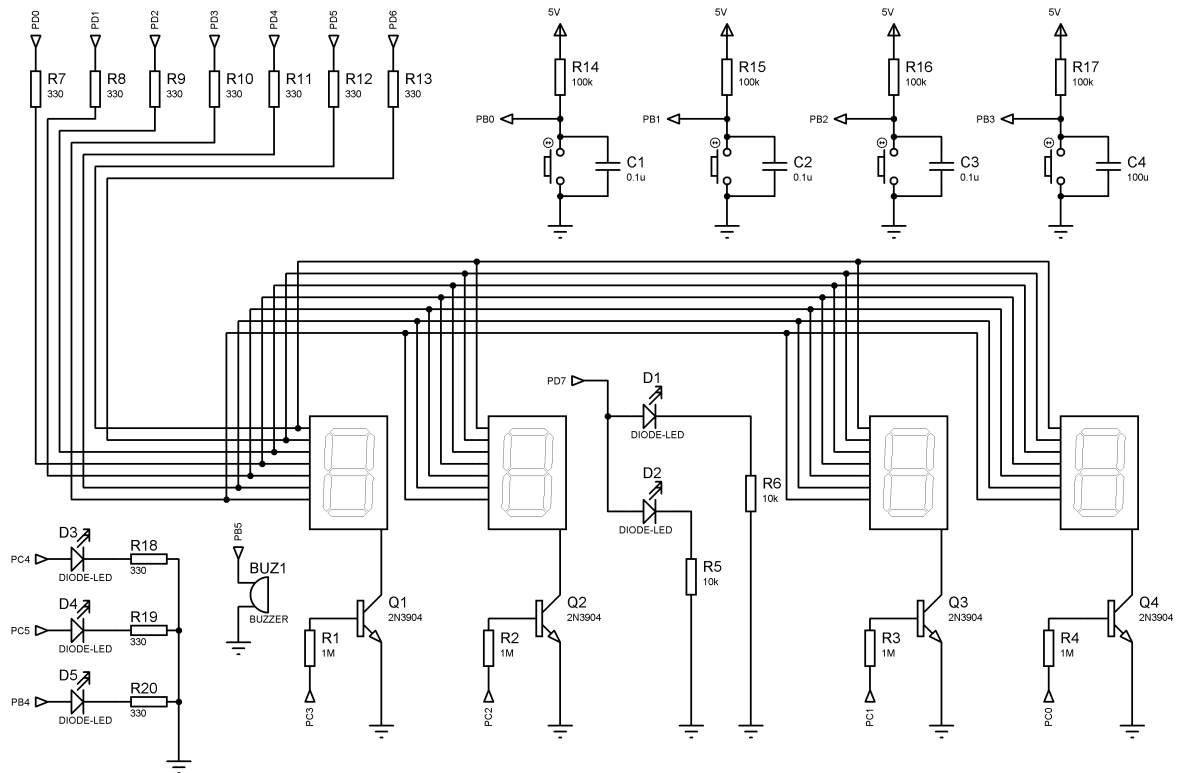 PD0 PD1 PD2 PD3 PD4 PD5 PD6
5V 5V 5V 5V
R7 R8 R9 R10 R11 R12 R13
330 330 330 330 330 330 330
R14 R15 R16 R17
100k 100k 100k 100k
PB0 PB1 PB2 PB3
C1 C2 C3 C4
0.1u 0.1u 0.1u 100u
PD7
D1
DIODE-LED
D2
DIODE-LED
R6
10k
R5
10k
D3
PC4
DIODE-LED
R18
330
D4
PC5
DIODE-LED
R19
330
D5
PB4
DIODE-LED
R20
330
PB5
BUZ1
BUZZER
Q1 Q2 Q3 Q4
2N3904 2N3904 2N3904 2N3904
R1 R2 R3 R4
1M 1M 1M 1M
PC3 PC2 PC1 PC0